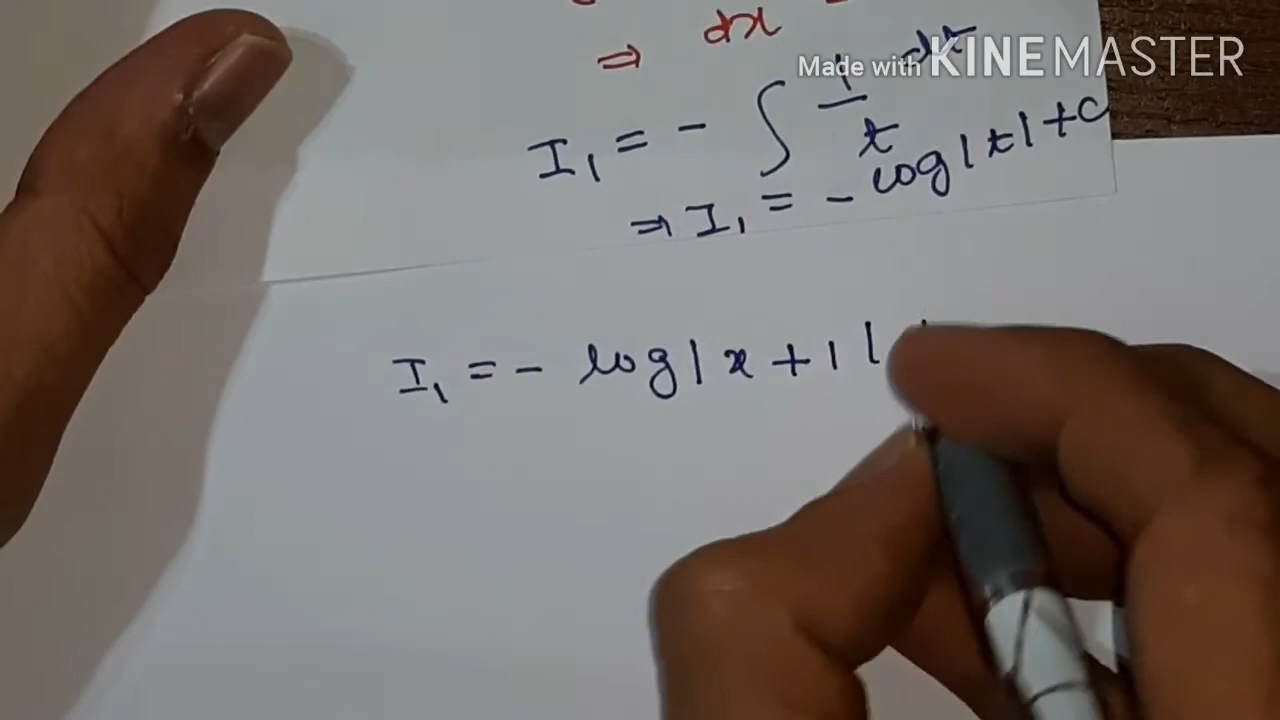 ⇒ dx
Made with KINEMASTER
I₁ = - ∫ 1/t dt
⇒ I₁ = - log|t|+c
I₁ = - log|x+1|